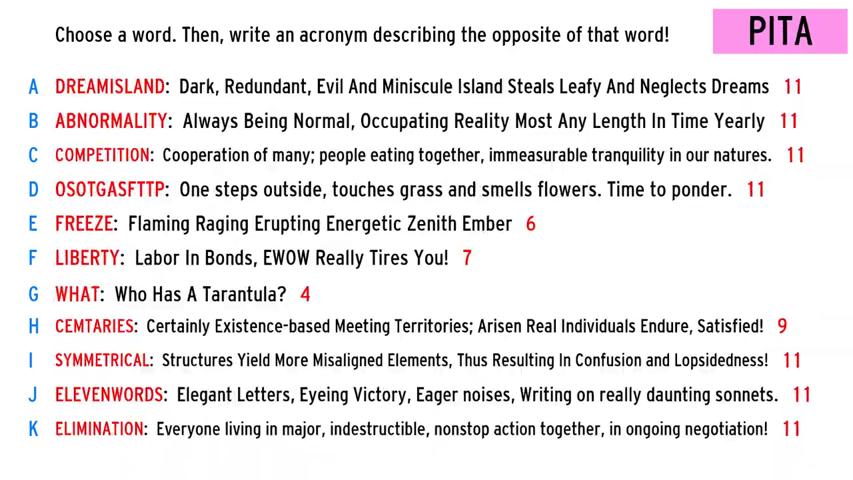 Choose a word. Then, write an acronym describing the opposite of that word!
PITA
A DREAMISLAND: Dark, Redundant, Evil And Miniscule Island Steals Leafy And Neglects Dreams 11
B ABNORMALITY: Always Being Normal, Occupating Reality Most Any Length In Time Yearly 11
C COMPETITION: Cooperation of many; people eating together, immeasurable tranquility in our natures. 11
D OSOTGASFTTP: One steps outside, touches grass and smells flowers. Time to ponder. 11
E FREEZE: Flaming Raging Erupting Energetic Zenith Ember 6
F LIBERTY: Labor In Bonds, EWOW Really Tires You! 7
G WHAT: Who Has A Tarantula? 4
H CEMTARIES: Certainly Existence-based Meeting Territories; Arisen Real Individuals Endure, Satisfied! 9
I SYMMETRICAL: Structures Yield More Misaligned Elements, Thus Resulting In Confusion and Lopsidedness! 11
J ELEVENWORDS: Elegant Letters, Eyeing Victory, Eager noises, Writing on really daunting sonnets. 11
K ELIMINATION: Everyone living in major, indestructible, nonstop action together, in ongoing negotiation! 11